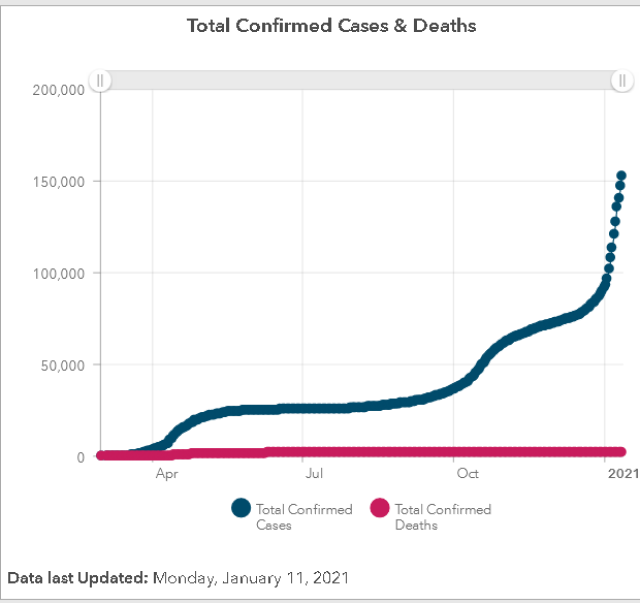 Total Confirmed Cases & Deaths
200,000
150,000
100,000
50,000
0
Apr
Jul
Oct
2021
Total Confirmed
Cases
Total Confirmed
Deaths
Data last Updated: Monday, January 11, 2021